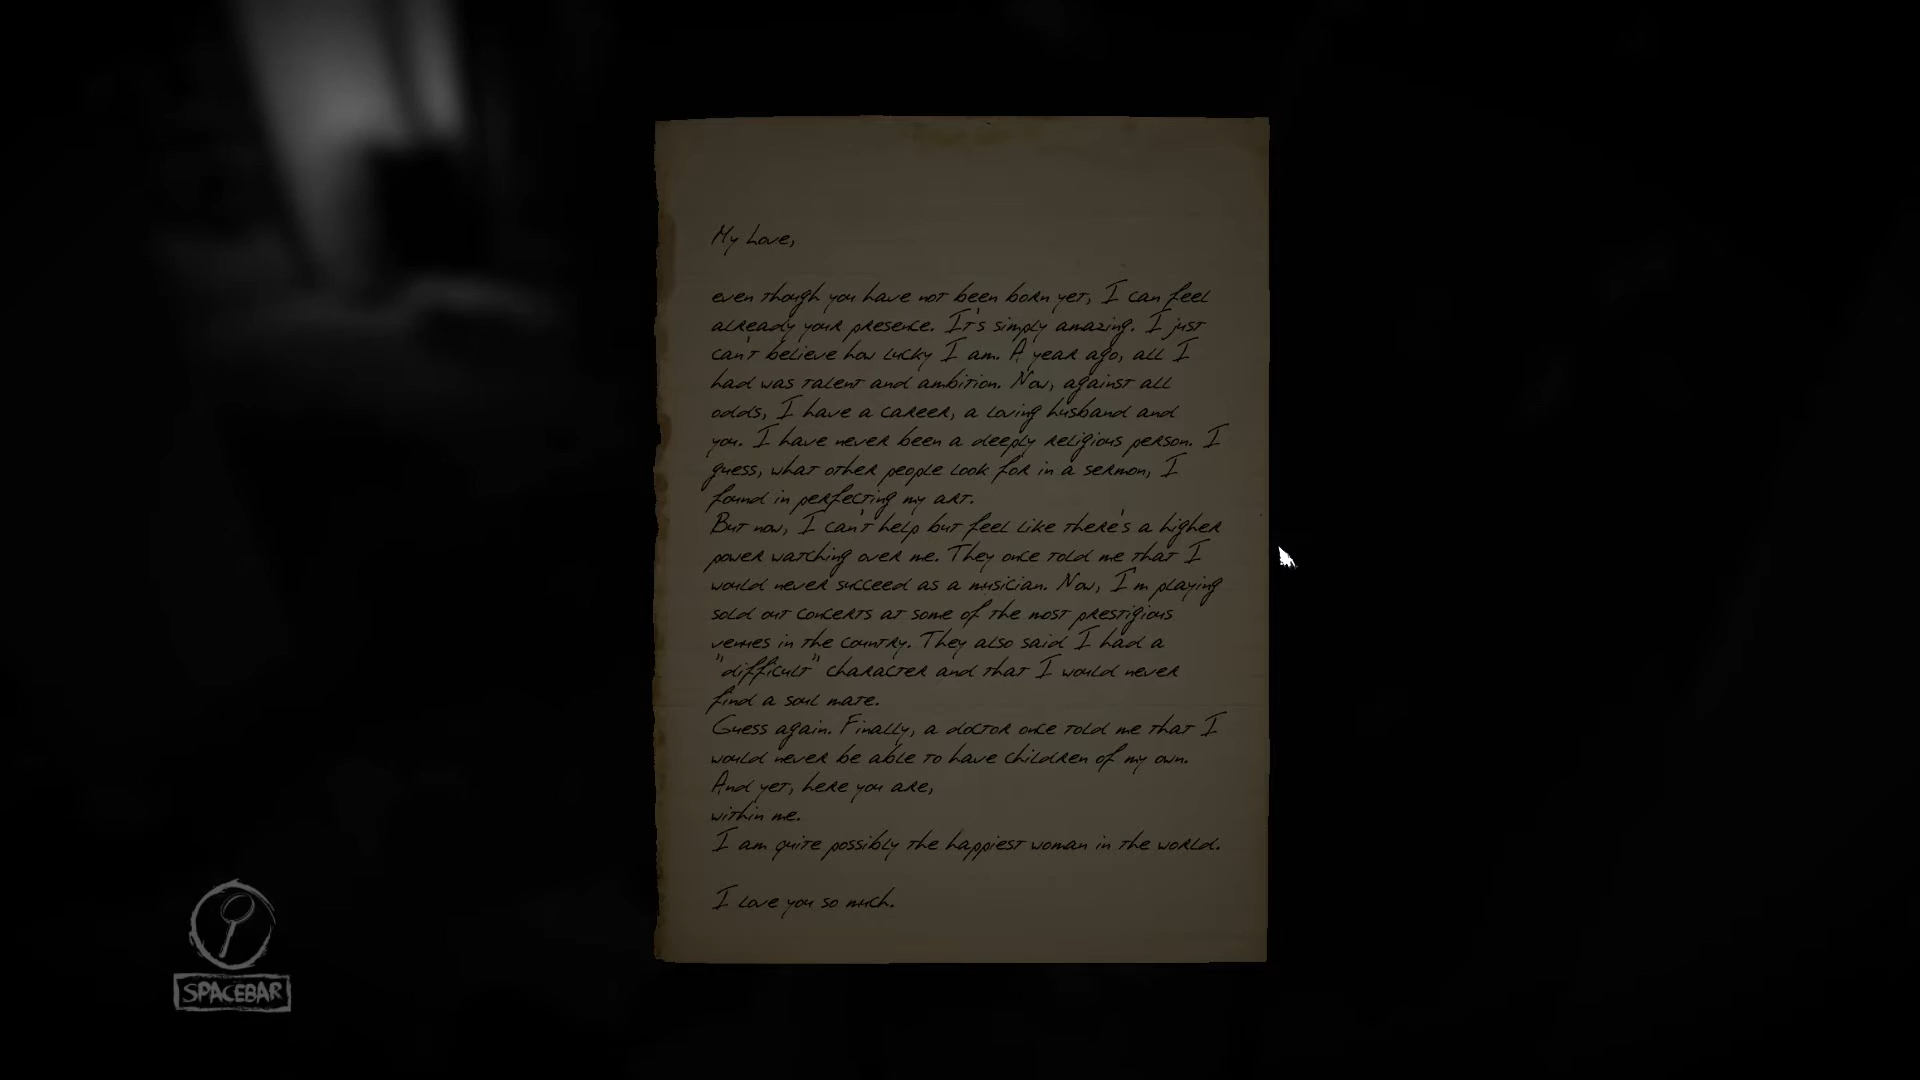 My Love,
even though you have not been born yet, I can feel
already your presence. It's simply amazing. I just
can't believe how lucky I am. A year ago, all I
had was talent and ambition. Now, against all
odds, I have a career, a loving husband and
you. I have never been a deeply religious person. I
guess, what other people look for in a sermon, I
found in perfecting my art.
But now, I can't help but feel like there's a higher
power watching over me. They once told me that I
would never succeed as a musician. Now, I'm playing
sold out concerts at some of the most prestigious
venues in the country. They also said I had a
"difficult" character and that I would never
find a soul mate.
Guess again. Finally, a doctor once told me that I
would never be able to have children of my own.
And yet, here you are,
within me.
I am quite possibly the happiest woman in the world.
I love you so much.
SPACEBAR